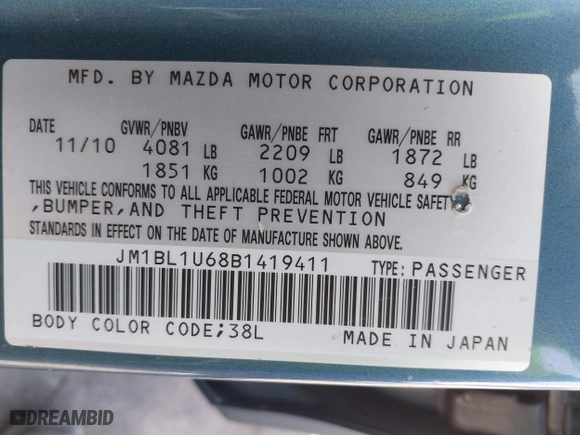 MFD. BY MAZDA MOTOR CORPORATION
DATE GVWR/PNBV GAWR/PNBE FRT GAWR/PNBE RR
11/10 4081 LB 2209 LB 1872 LB
1851 KG 1002 KG 849 KG
THIS VEHICLE CONFORMS TO ALL APPLICABLE FEDERAL MOTOR VEHICLE SAFETY
,BUMPER,AND THEFT PREVENTION
STANDARDS IN EFFECT ON THE DATE OF MANUFACTURE SHOWN ABOVE.
JM1BL1U68B1419411 TYPE: PASSENGER
BODY COLOR CODE;38L MADE IN JAPAN
DREAMBID